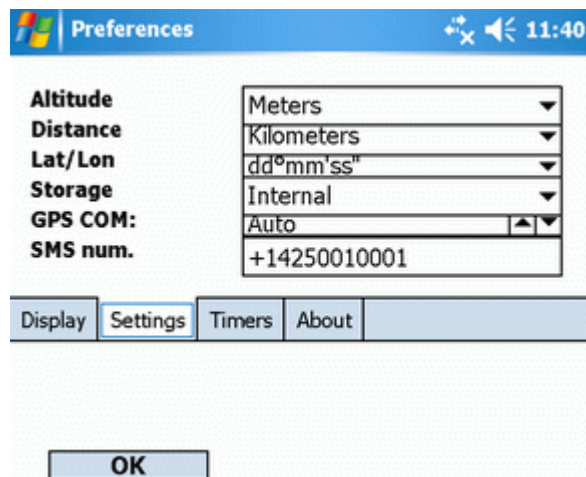 Preferences 11:40
Altitude Meters
Distance Kilometers
Lat/Lon dd°mm'ss"
Storage Internal
GPS COM: Auto
SMS num. +14250010001
Display Settings Timers About
OK